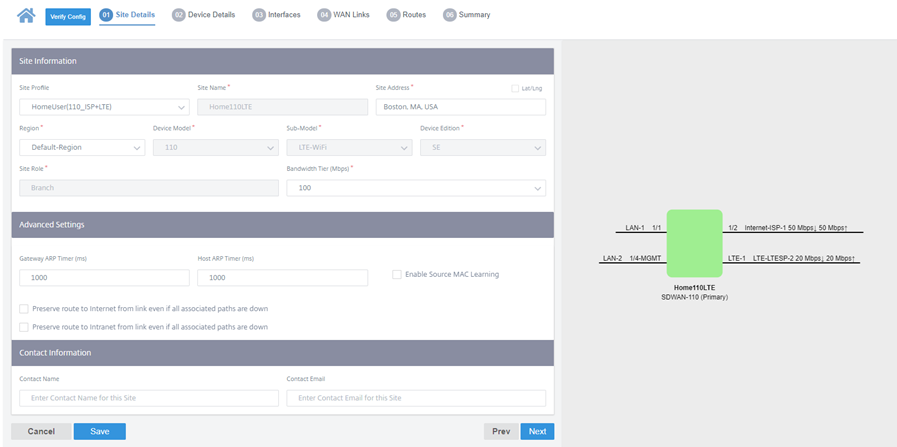 Verify Config 01 Site Details 02 Device Details 03 Interfaces 04 WAN Links 05 Routes 06 Summary
Site Information
Site Profile Site Name * Site Address * Lat/Lng
HomeUser(110_ISP+LTE) Home110LTE Boston, MA, USA
Region * Device Model * Sub-Model * Device Edition *
Default-Region 110 LTE-WiFi SE
Site Role * Bandwidth Tier (Mbps) *
Branch 100
Advanced Settings
Gateway ARP Timer (ms) Host ARP Timer (ms)
1000 1000 Enable Source MAC Learning
Preserve route to Internet from link even if all associated paths are down
Preserve route to Intranet from link even if all associated paths are down
Contact Information
Contact Name Contact Email
Enter Contact Name for this Site Enter Contact Email for this Site
Cancel Save Prev Next
LAN-1 1/1 1/2 Internet-ISP-1 50 Mbps↓ 50 Mbps↑
LAN-2 1/4-MGMT LTE-1 LTE-LTESP-2 20 Mbps↓ 20 Mbps↑
Home110LTE
SDWAN-110 (Primary)